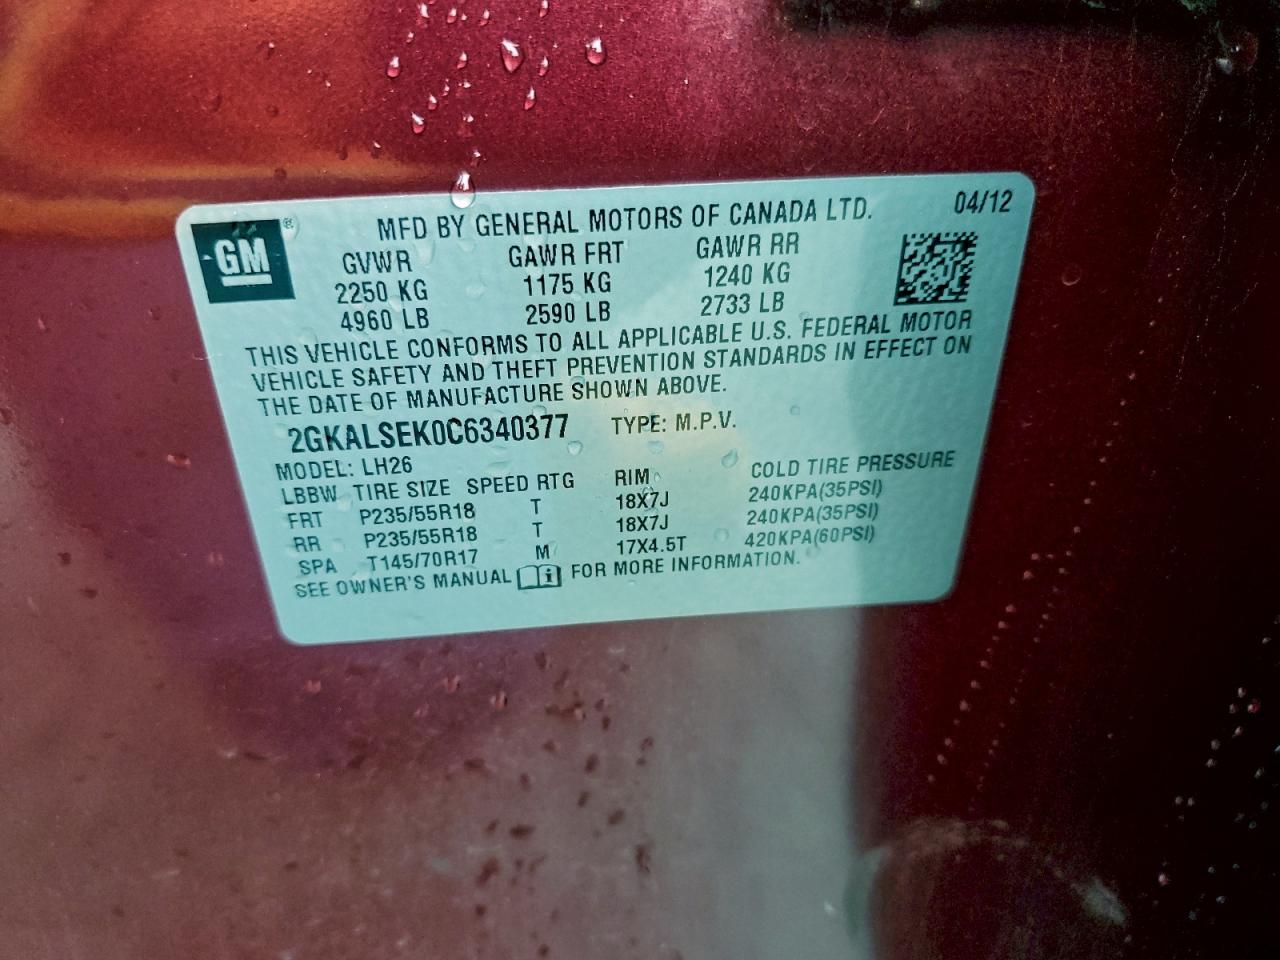 GM®
MFD BY GENERAL MOTORS OF CANADA LTD. 04/12
GVWR GAWR FRT GAWR RR
2250 KG 1175 KG 1240 KG
4960 LB 2590 LB 2733 LB
THIS VEHICLE CONFORMS TO ALL APPLICABLE U.S. FEDERAL MOTOR
VEHICLE SAFETY AND THEFT PREVENTION STANDARDS IN EFFECT ON
THE DATE OF MANUFACTURE SHOWN ABOVE.
2GKALSEK0C6340377 TYPE: M.P.V.
MODEL: LH26
LBBW TIRE SIZE SPEED RTG RIM COLD TIRE PRESSURE
FRT P235/55R18 T 18X7J 240KPA(35PSI)
RR P235/55R18 T 18X7J 240KPA(35PSI)
SPA T145/70R17 M 17X4.5T 420KPA(60PSI)
SEE OWNER'S MANUAL i FOR MORE INFORMATION.